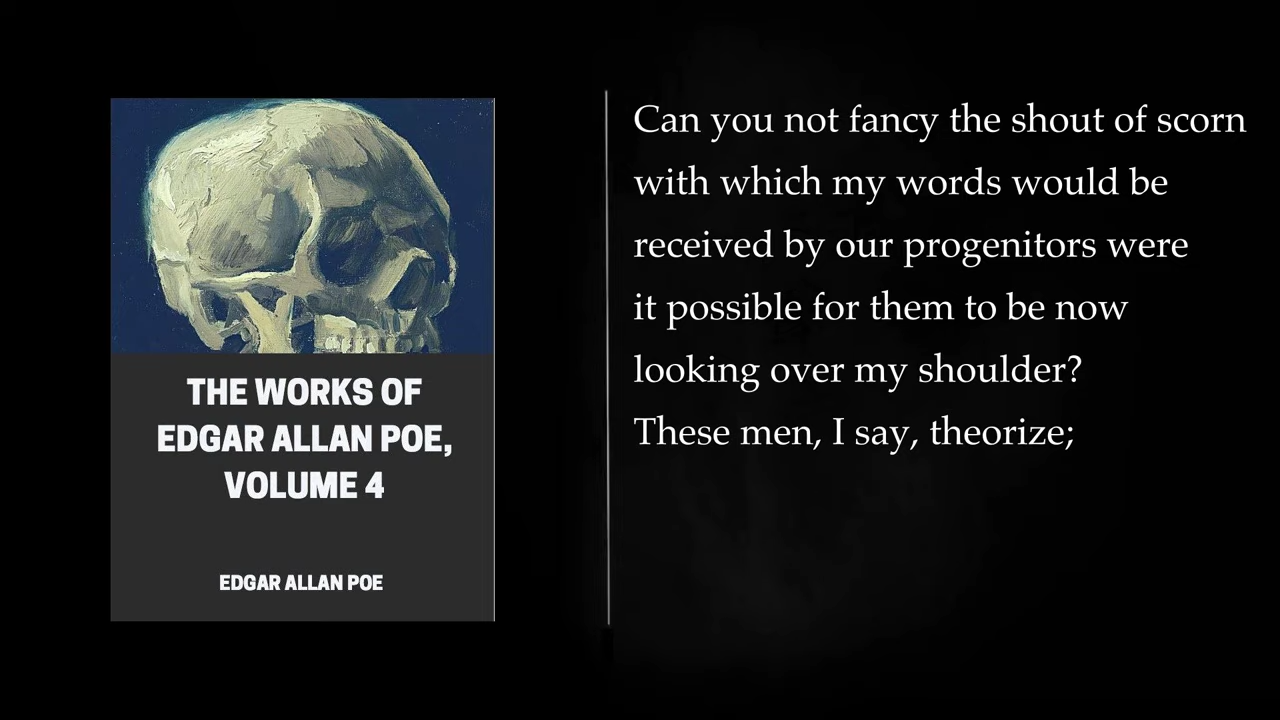 THE WORKS OF
EDGAR ALLAN POE,
VOLUME 4
EDGAR ALLAN POE
Can you not fancy the shout of scorn
with which my words would be
received by our progenitors were
it possible for them to be now
looking over my shoulder?
These men, I say, theorize;